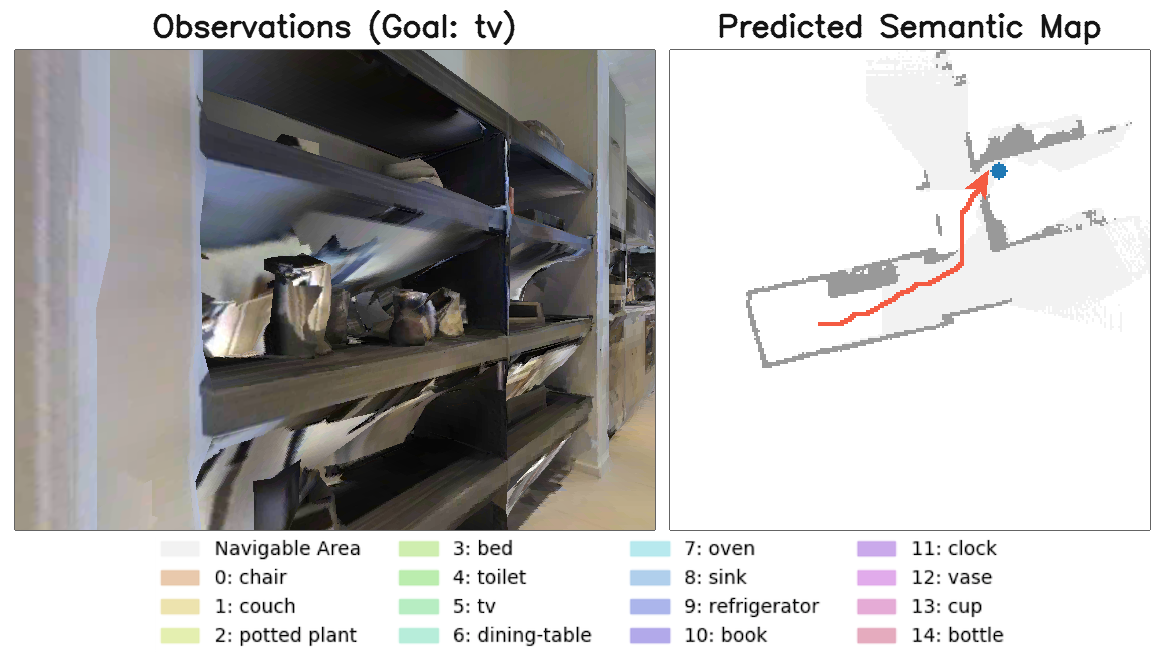 Observations (Goal: tv)
Predicted Semantic Map
Navigable Area
0: chair
1: couch
2: potted plant
3: bed
4: toilet
5: tv
6: dining-table
7: oven
8: sink
9: refrigerator
10: book
11: clock
12: vase
13: cup
14: bottle